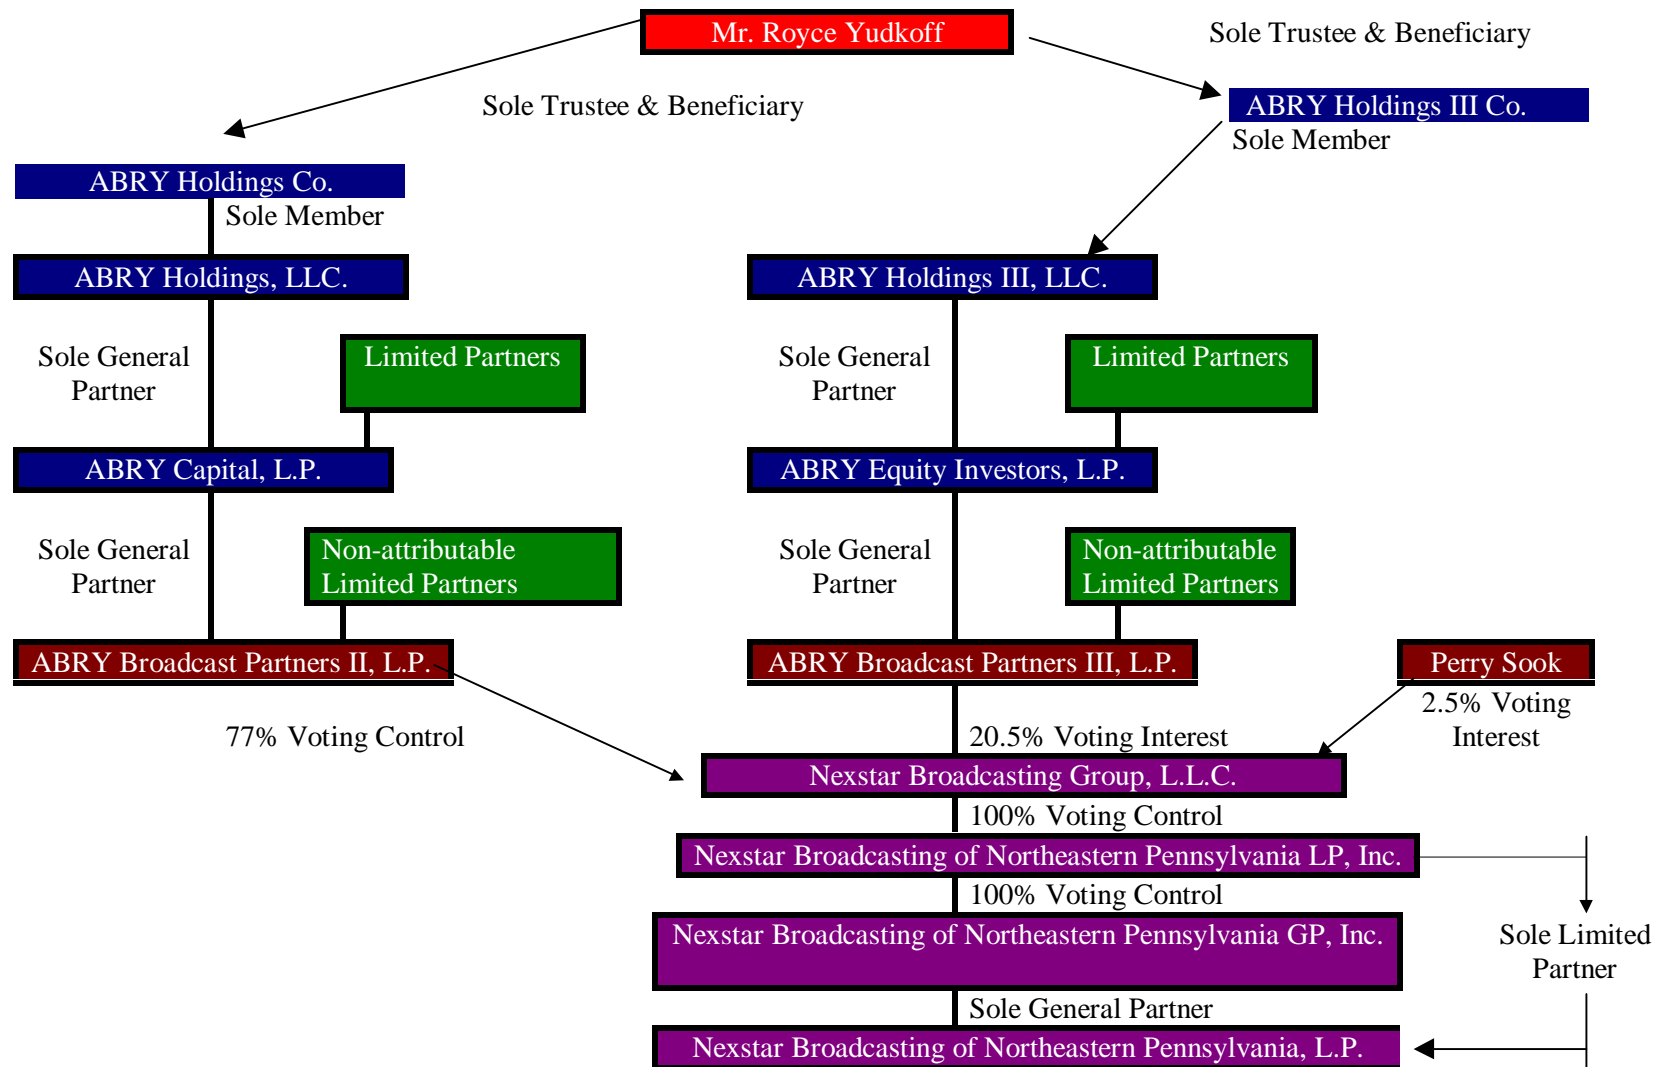 Mr. Royce Yudkoff
Sole Trustee & Beneficiary
Sole Trustee & Beneficiary
ABRY Holdings III Co.
Sole Member
ABRY Holdings Co.
Sole Member
ABRY Holdings, LLC.
ABRY Holdings III, LLC.
Sole General
Partner
Limited Partners
Sole General
Partner
Limited Partners
ABRY Capital, L.P.
ABRY Equity Investors, L.P.
Sole General
Partner
Non-attributable
Limited Partners
Sole General
Partner
Non-attributable
Limited Partners
ABRY Broadcast Partners II, L.P.
ABRY Broadcast Partners III, L.P.
Perry Sook
2.5% Voting
Interest
77% Voting Control
20.5% Voting Interest
Nexstar Broadcasting Group, L.L.C.
100% Voting Control
Nexstar Broadcasting of Northeastern Pennsylvania LP, Inc.
100% Voting Control
Nexstar Broadcasting of Northeastern Pennsylvania GP, Inc.
Sole Limited
Partner
Sole General Partner
Nexstar Broadcasting of Northeastern Pennsylvania, L.P.